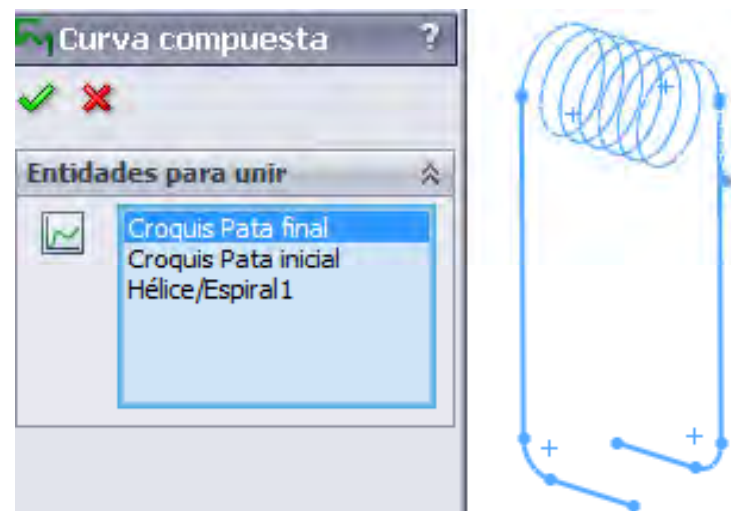 Curva compuesta ?
Entidades para unir
Croquis Pata final
Croquis Pata inicial
Hélice/Espiral1